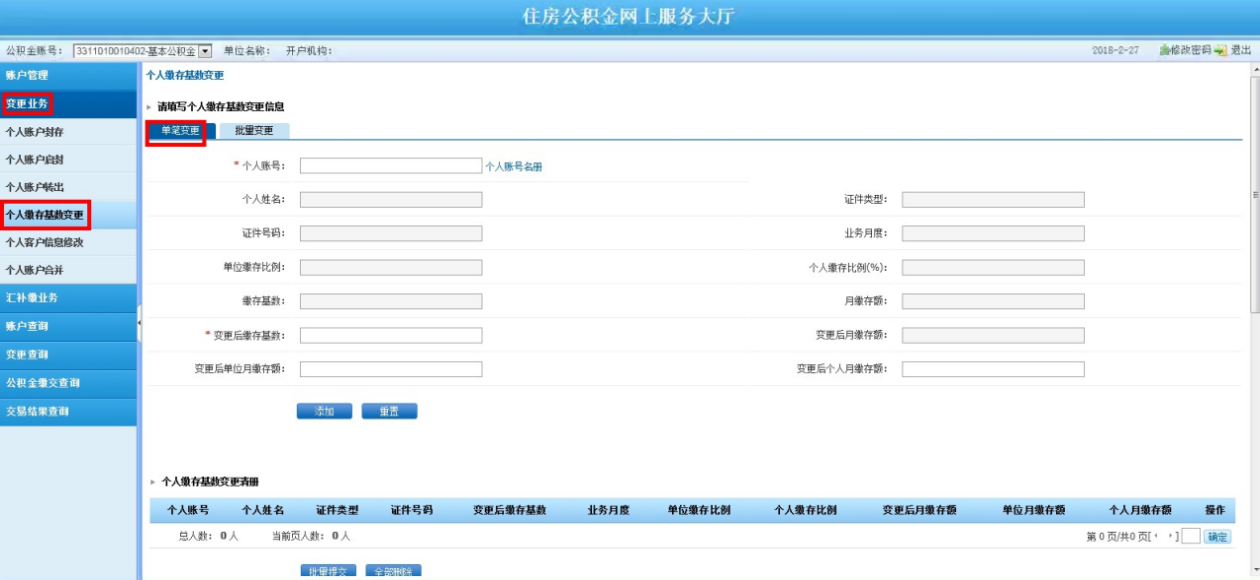 住房公积金网上服务大厅
公积金账号： 3311010010402-基本公积金 单位名称： 开户机构： 2018-2-27 修改密码 退出
账户管理
变更业务
个人账户封存
个人账户启封
个人账户转出
个人缴存基数变更
个人客户信息修改
个人账户合并
汇补缴业务
账户查询
变更查询
公积金缴交查询
交易结果查询
个人缴存基数变更
请填写个人缴存基数变更信息
单笔变更 批量变更
* 个人账号： 个人账号名册
个人姓名： 证件类型：
证件号码： 业务月度：
单位缴存比例： 个人缴存比例(%)：
缴存基数： 月缴存额：
* 变更后缴存基数： 变更后月缴存额：
变更后单位月缴存额： 变更后个人月缴存额：
添加 重置
个人缴存基数变更清册
个人账号 个人姓名 证件类型 证件号码 变更后缴存基数 业务月度 单位缴存比例 个人缴存比例 变更后月缴存额 单位月缴存额 个人月缴存额 操作
总人数： 0 人 当前页人数： 0 人 第 0 页/共0 页[ ‹ › ] 确定
批量提交 全部删除